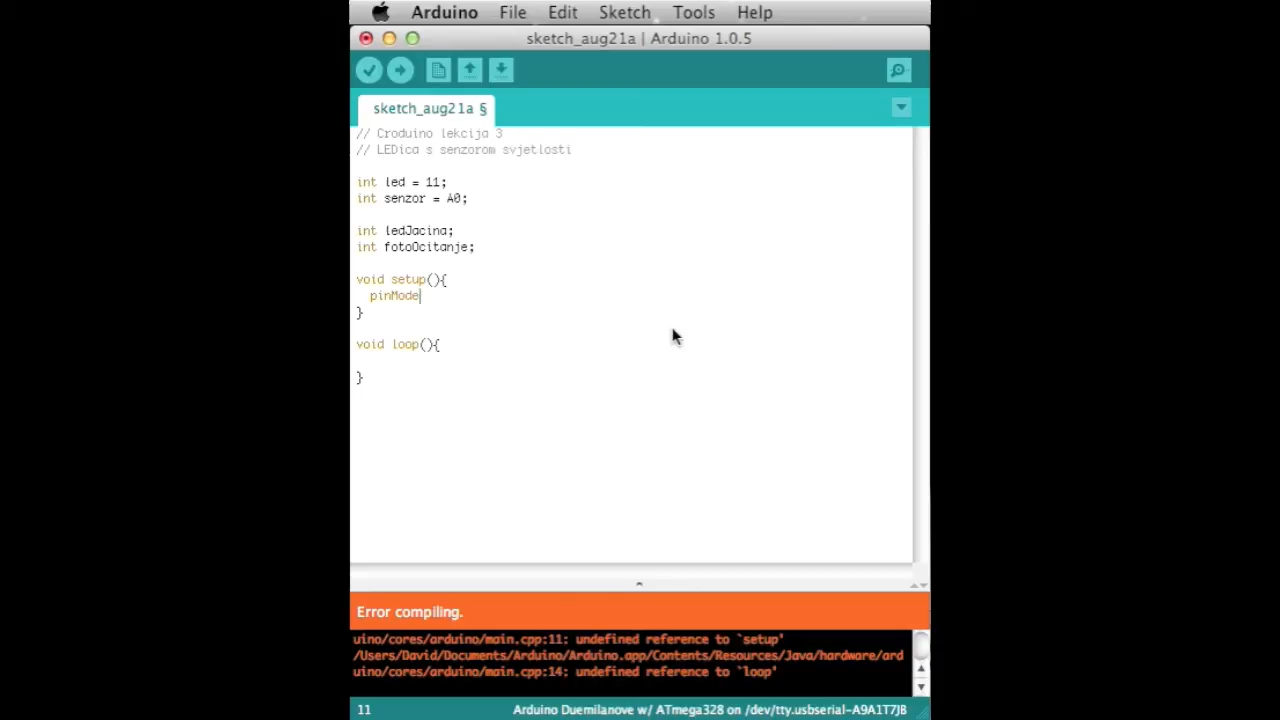 Arduino File Edit Sketch Tools Help
sketch_aug21a | Arduino 1.0.5
sketch_aug21a §
// Croduino lekcija 3
// LEDica s senzorom svjetlosti
int led = 11;
int senzor = A0;
int ledJacina;
int fotoOcitanje;
void setup(){
pinMode
}
void loop(){
}
Error compiling.
uino/cores/arduino/main.cpp:11: undefined reference to `setup'
/Users/David/Documents/Arduino/Arduino.app/Contents/Resources/Java/hardware/ard
uino/cores/arduino/main.cpp:14: undefined reference to `loop'
11 Arduino Duemilanove w/ ATmega328 on /dev/tty.usbserial-A9A1T7JB